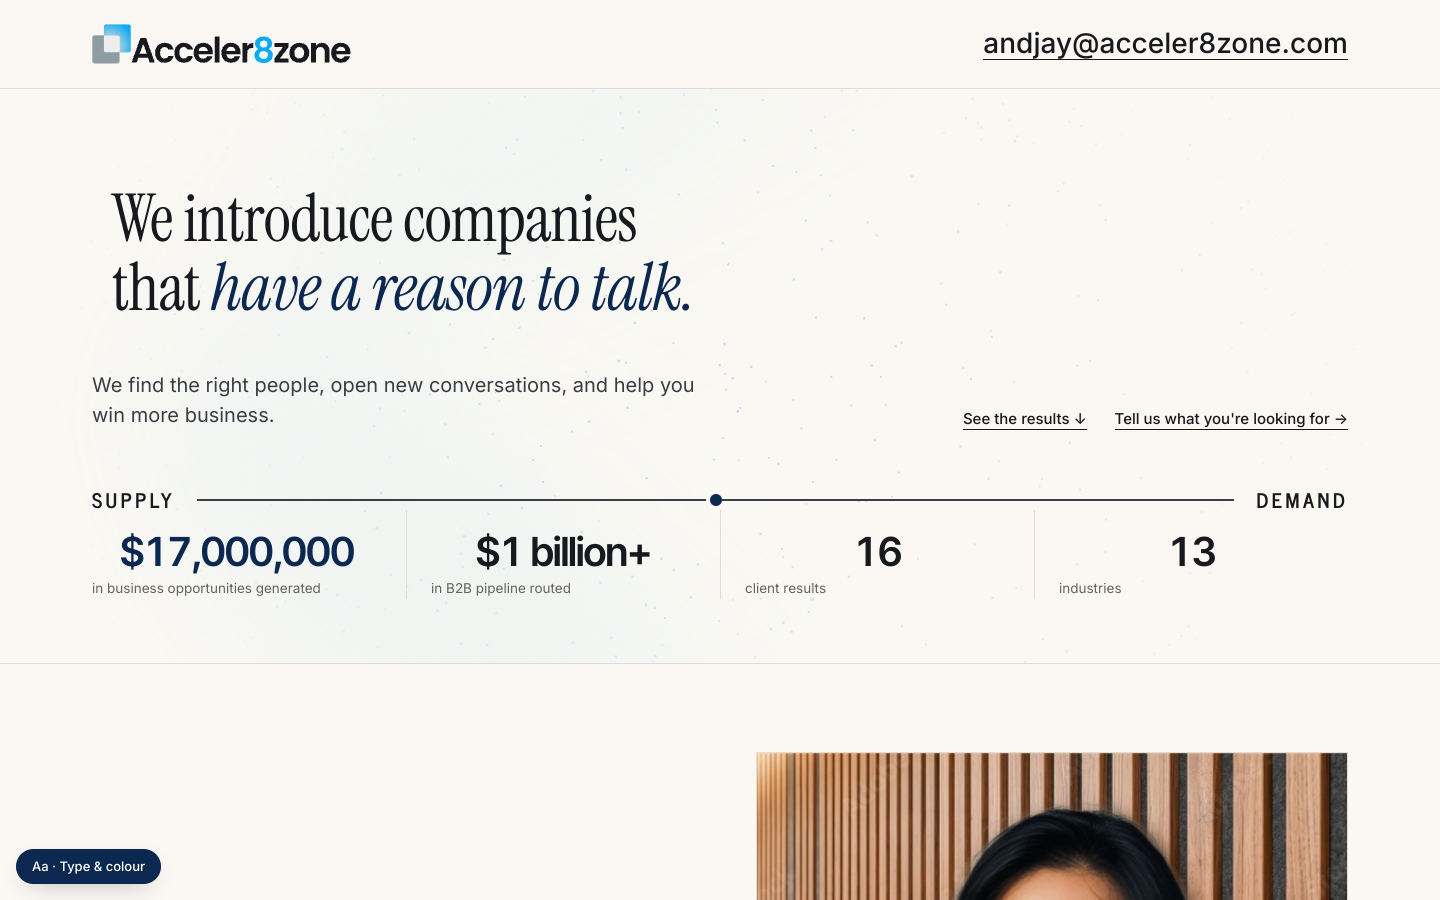 Acceler8zone
andjay@acceler8zone.com
We introduce companies
that have a reason to talk.
We find the right people, open new conversations, and help you
win more business.
See the results ↓
Tell us what you're looking for →
SUPPLY
DEMAND
$17,000,000
in business opportunities generated
$1 billion+
in B2B pipeline routed
16
client results
13
industries
Aa · Type & colour